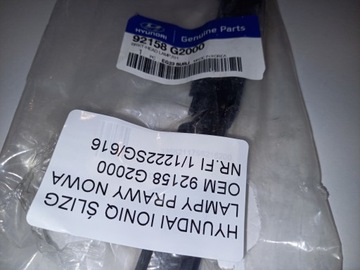 HYUNDAI
Genuine Parts
92158 G2000
HYUNDAI IONIQ ŚLIZG
LAMPY PRAWY NOWA
OEM 92158 G2000
NR.FI 1/1222SG/616